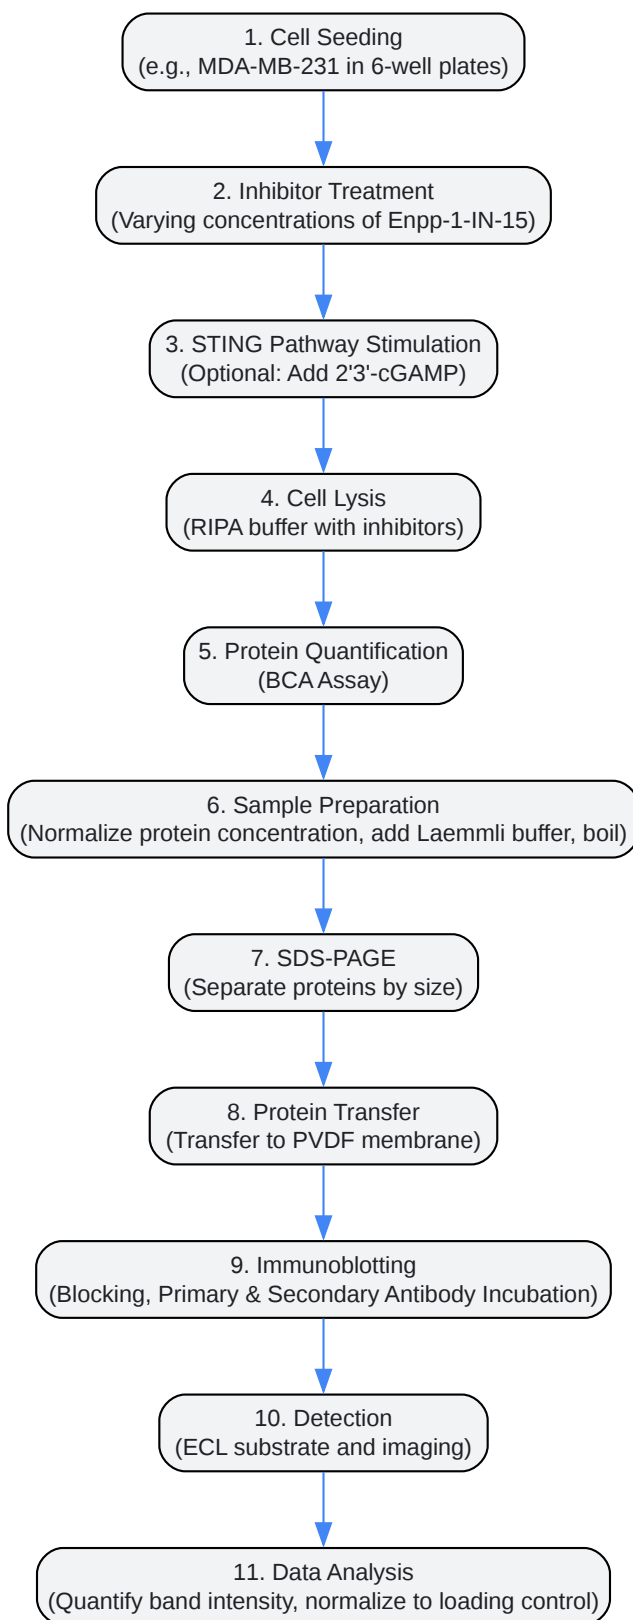 1. Cell Seeding
(e.g., MDA-MB-231 in 6-well plates)
2. Inhibitor Treatment
(Varying concentrations of Enpp-1-IN-15)
3. STING Pathway Stimulation
(Optional: Add 2'3'-cGAMP)
4. Cell Lysis
(RIPA buffer with inhibitors)
5. Protein Quantification
(BCA Assay)
6. Sample Preparation
(Normalize protein concentration, add Laemmli buffer, boil)
7. SDS-PAGE
(Separate proteins by size)
8. Protein Transfer
(Transfer to PVDF membrane)
9. Immunoblotting
(Blocking, Primary & Secondary Antibody Incubation)
10. Detection
(ECL substrate and imaging)
11. Data Analysis
(Quantify band intensity, normalize to loading control)